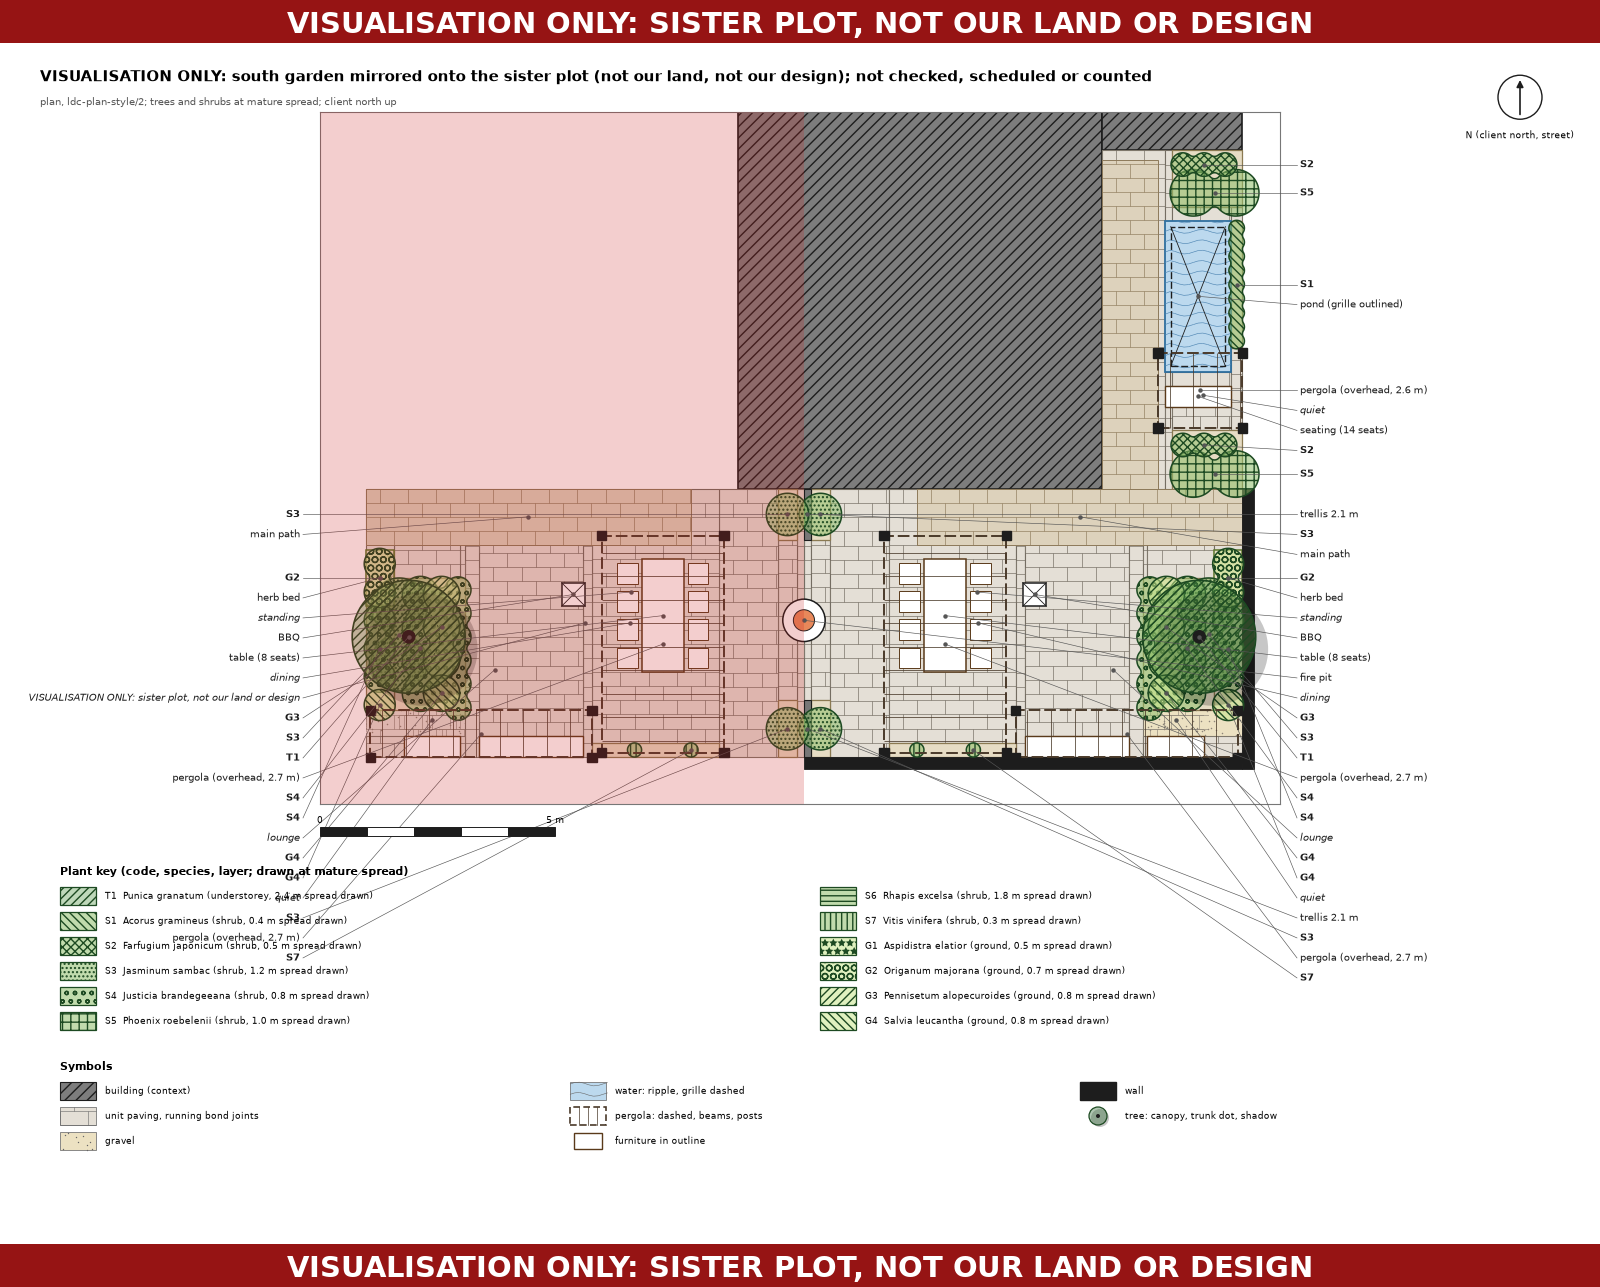 VISUALISATION ONLY: SISTER PLOT, NOT OUR LAND OR DESIGN
VISUALISATION ONLY: south garden mirrored onto the sister plot (not our land, not our design); not checked, scheduled or counted
plan, ldc-plan-style/2; trees and shrubs at mature spread; client north up
N (client north, street)
S2
S5
S1
pond (grille outlined)
pergola (overhead, 2.6 m)
quiet
seating (14 seats)
S2
S5
S3
main path
G2
herb bed
standing
BBQ
table (8 seats)
dining
VISUALISATION ONLY: sister plot, not our land or design
G3
S3
T1
pergola (overhead, 2.7 m)
S4
S4
lounge
G4
G4
quiet
S3
pergola (overhead, 2.7 m)
S7
trellis 2.1 m
S3
main path
G2
herb bed
standing
BBQ
table (8 seats)
fire pit
dining
G3
S3
T1
pergola (overhead, 2.7 m)
S4
S4
lounge
G4
G4
quiet
trellis 2.1 m
S3
pergola (overhead, 2.7 m)
S7
0 5 m
Plant key (code, species, layer; drawn at mature spread)
T1 Punica granatum (understorey, 2.4 m spread drawn)
S1 Acorus gramineus (shrub, 0.4 m spread drawn)
S2 Farfugium japonicum (shrub, 0.5 m spread drawn)
S3 Jasminum sambac (shrub, 1.2 m spread drawn)
S4 Justicia brandegeeana (shrub, 0.8 m spread drawn)
S5 Phoenix roebelenii (shrub, 1.0 m spread drawn)
S6 Rhapis excelsa (shrub, 1.8 m spread drawn)
S7 Vitis vinifera (shrub, 0.3 m spread drawn)
G1 Aspidistra elatior (ground, 0.5 m spread drawn)
G2 Origanum majorana (ground, 0.7 m spread drawn)
G3 Pennisetum alopecuroides (ground, 0.8 m spread drawn)
G4 Salvia leucantha (ground, 0.8 m spread drawn)
Symbols
building (context)
unit paving, running bond joints
gravel
water: ripple, grille dashed
pergola: dashed, beams, posts
furniture in outline
wall
tree: canopy, trunk dot, shadow
VISUALISATION ONLY: SISTER PLOT, NOT OUR LAND OR DESIGN